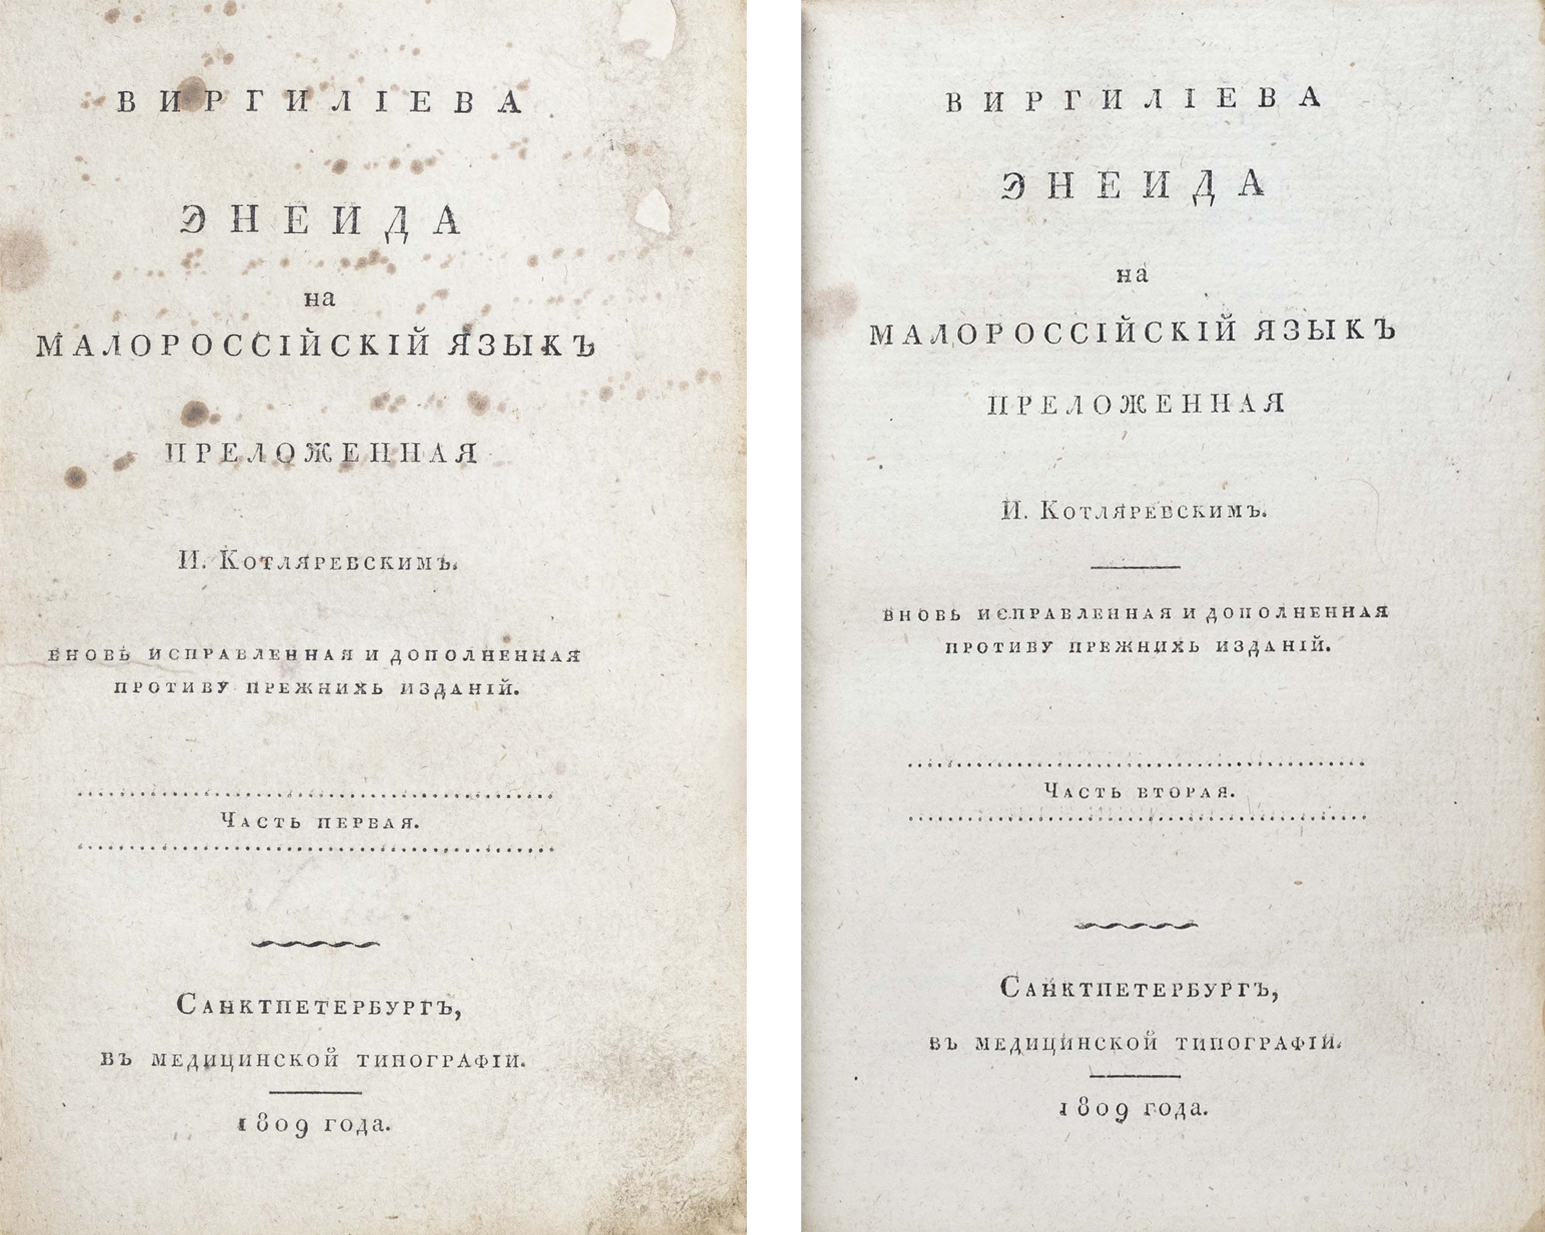 ВИРГИЛІЕВА
ЭНЕИДА
на
МАЛОРОССІЙСКІЙ ЯЗЫКЪ
ПРЕЛОЖЕННАЯ
И. Котляревскимъ.
вновь исправленная и дополненная
противу прежнихь изданій.
Часть первая.
Санктпетербургъ,
въ медицинской типографіи.
1809 года.
ВИРГИЛІЕВА
ЭНЕИДА
на
МАЛОРОССІЙСКІЙ ЯЗЫКЪ
ПРЕЛОЖЕННАЯ
И. Котляревскимъ.
вновь исправленная и дополненная
противу прежнихь изданій.
Часть вторая.
Санктпетербургъ,
въ медицинской типографіи.
1809 года.